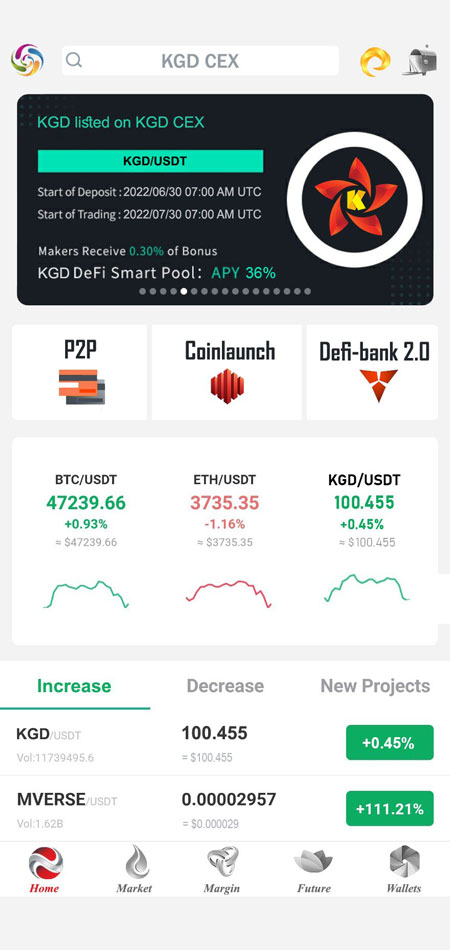 KGD CEX
KGD listed on KGD CEX
KGD/USDT
Start of Deposit : 2022/06/30 07:00 AM UTC
Start of Trading : 2022/07/30 07:00 AM UTC
Makers Receive 0.30% of Bonus
KGD DeFi Smart Pool： APY 36%
K
P2P Coinlaunch Defi-bank 2.0
BTC/USDT ETH/USDT KGD/USDT
47239.66 3735.35 100.455
+0.93% -1.16% +0.45%
≈ $47239.66 ≈ $3735.35 ≈ $100.455
Increase Decrease New Projects
KGD/USDT 100.455 +0.45%
Vol:11739495.6 ≈ $100.455
MVERSE/USDT 0.00002957 +111.21%
Vol:1.62B ≈ $0.000029
Home Market Margin Future Wallets